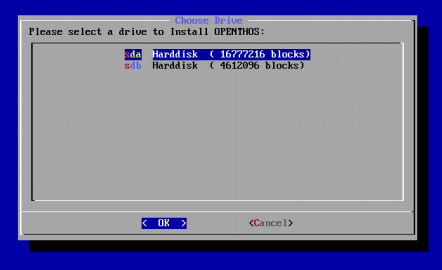 Choose Drive
Please select a drive to Install OPENTHOS:
sda Harddisk ( 16777216 blocks)
sdb Harddisk ( 4612096 blocks)
< OK > <Cancel>